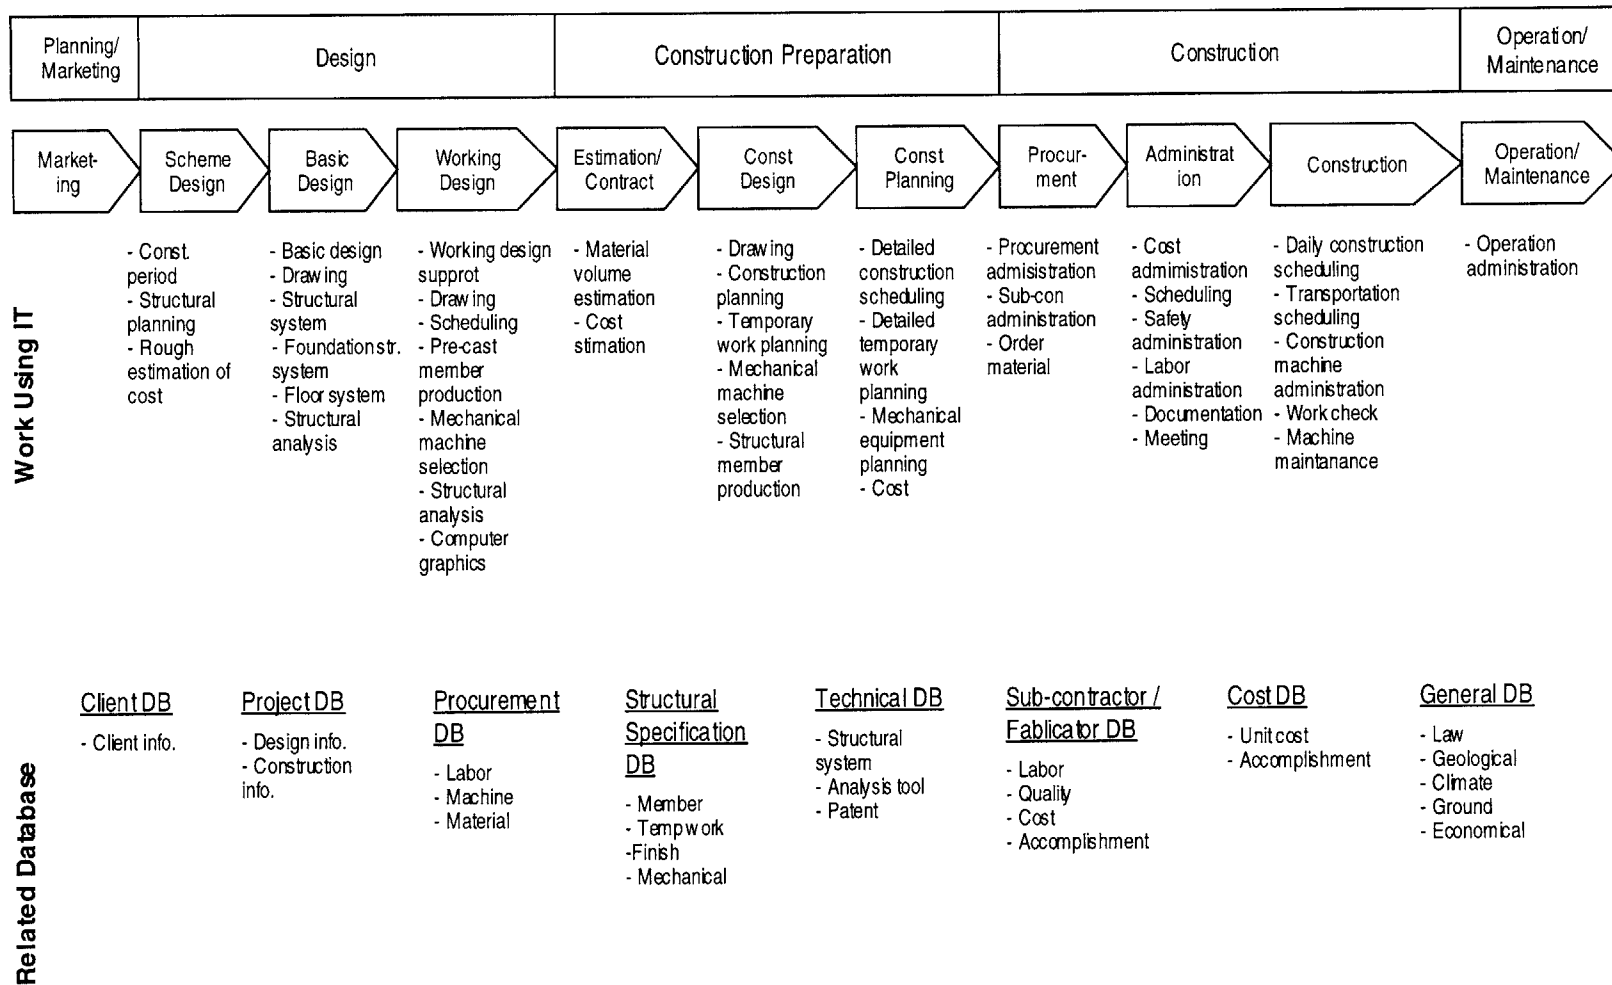 Planning/
Marketing
Design
Construction Preparation
Construction
Operation/
Maintenance
Market-
ing
Scheme
Design
Basic
Design
Working
Design
Estimation/
Contract
Const
Design
Const
Planning
Procur-
ment
Administrat
ion
Construction
Operation/
Maintenance
Work Using IT
- Const.
period
- Structural
planning
- Rough
estimation of
cost
- Basic design
- Drawing
- Structural
system
- Foundation str.
system
- Floor system
- Structural
analysis
- Working design
supprot
- Drawing
- Scheduling
- Pre-cast
member
production
- Mechanical
machine
selection
- Structural
analysis
- Computer
graphics
- Material
volume
estimation
- Cost
stimation
- Drawing
- Construction
planning
- Temporary
work planning
- Mechanical
machine
selection
- Structural
member
production
- Detailed
construction
scheduling
- Detailed
temporary
work
planning
- Mechanical
equipment
planning
- Cost
- Procurement
admisistration
- Sub-con
administration
- Order
material
- Cost
admimistration
- Scheduling
- Safety
administration
- Labor
administration
- Documentation
- Meeting
- Daily construction
scheduling
- Transportation
scheduling
- Construction
machine
administration
- Work check
- Machine
maintanance
- Operation
administration
Related Database
Client DB
- Client info.
Project DB
- Design info.
- Construction
info.
Procurement
DB
- Labor
- Machine
- Material
Structural
Specification
DB
- Member
- Temp work
-Finish
- Mechanical
Technical DB
- Structural
system
- Analysis tool
- Patent
Sub-contractor /
Fablicator DB
- Labor
- Quality
- Cost
- Accomplishment
Cost DB
- Unit cost
- Accomplishment
General DB
- Law
- Geological
- Climate
- Ground
- Economical